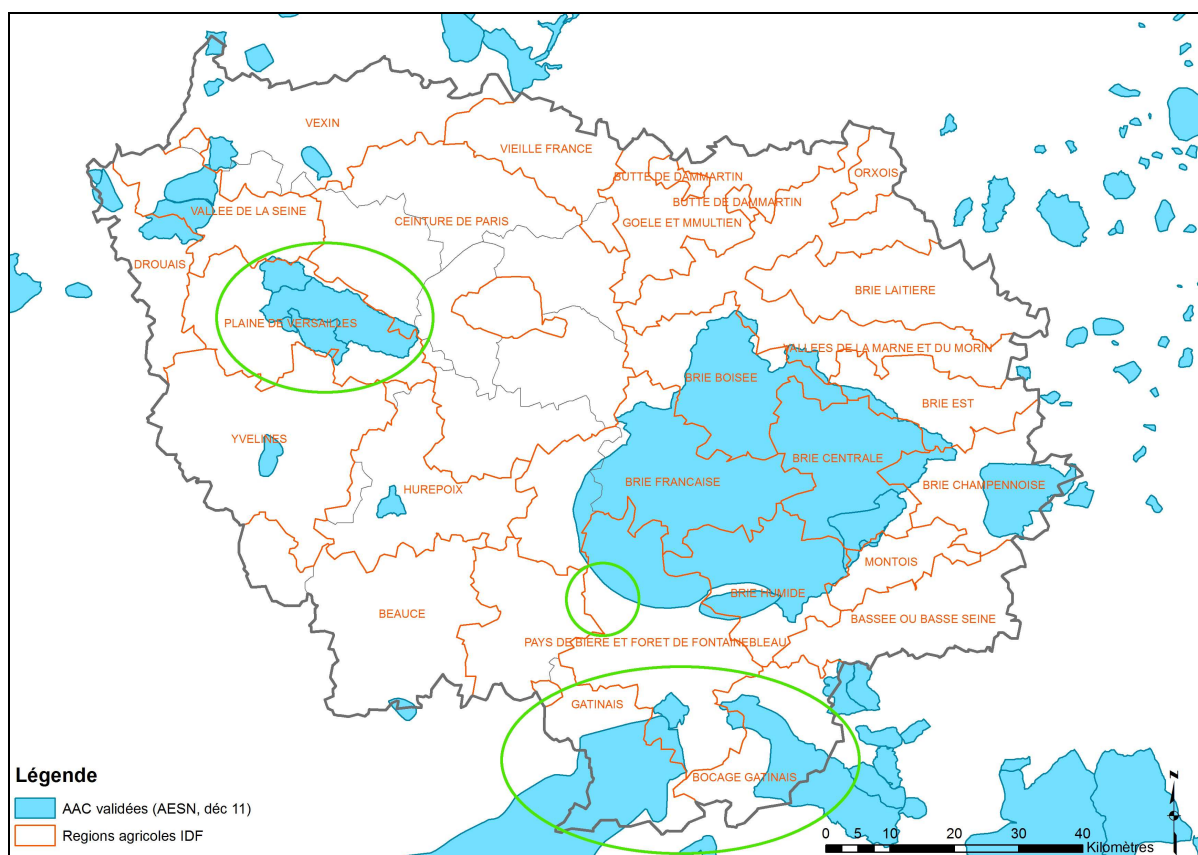 VEXIN
VIEILLE FRANCE
BUTTE DE DAMMARTIN
ORXOIS
BUTTE DE DAMMARTIN
VALLEE DE LA SEINE
CEINTURE DE PARIS
GOELE ET MMULTIEN
DROUAIS
BRIE LAITIERE
PLAINE DE VERSAILLES
VALLEES DE LA MARNE ET DU MORIN
BRIE BOISEE
BRIE EST
YVELINES
BRIE CENTRALE
BRIE FRANCAISE
BRIE CHAMPENNOISE
HUREPOIX
MONTOIS
BRIE HUMIDE
BEAUCE
BASSEE OU BASSE SEINE
PAYS DE BIERE ET FORET DE FONTAINEBLEAU
GATINAIS
BOCAGE GATINAIS
Légende
AAC validées (AESN, déc 11)
Regions agricoles IDF
z
0 5 10 20 30 40
Kilomètres